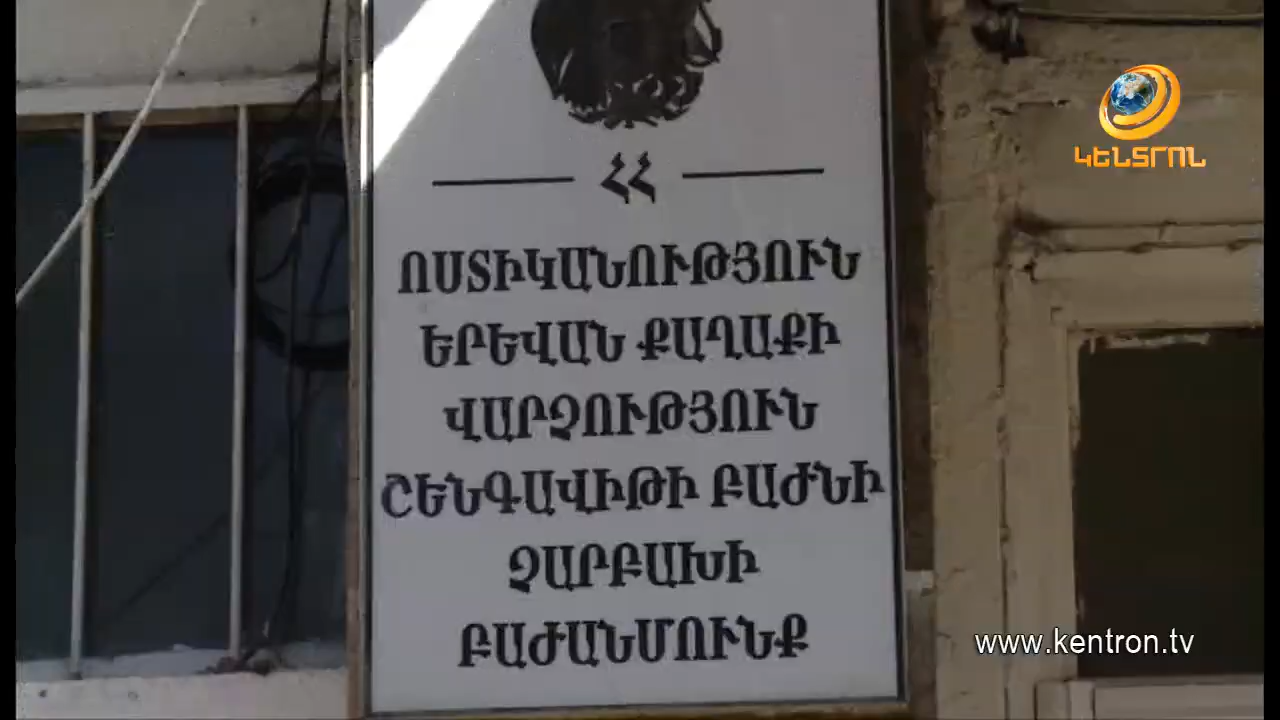 ԿԵՆՏՐՈՆ
ՀՀ
ՈՍՏԻԿԱՆՈՒԹՅՈՒՆ
ԵՐԵՎԱՆ ՔԱՂԱՔԻ
ՎԱՐՉՈՒԹՅՈՒՆ
ՇԵՆԳԱՎԻԹԻ ԲԱԺՆԻ
ՉԱՐԲԱԽԻ
ԲԱԺԱՆՄՈՒՆՔ
www.kentron.tv